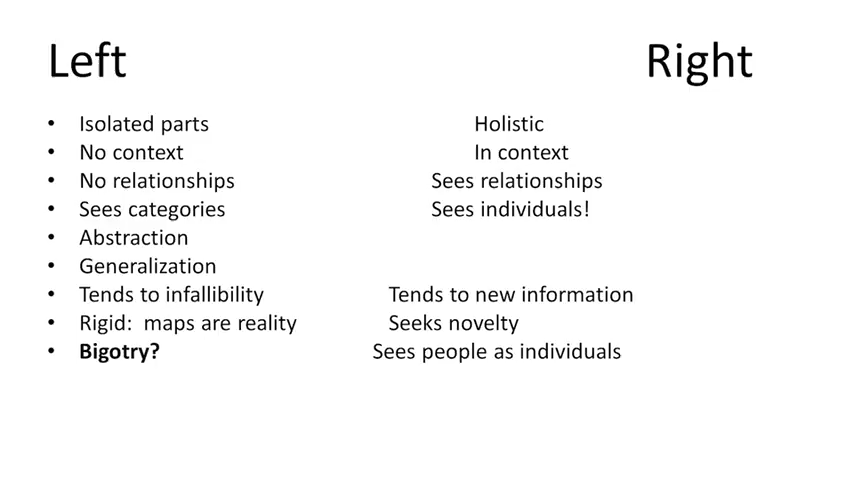 Left Right
• Isolated parts Holistic
• No context In context
• No relationships Sees relationships
• Sees categories Sees individuals!
• Abstraction
• Generalization
• Tends to infallibility Tends to new information
• Rigid: maps are reality Seeks novelty
• Bigotry? Sees people as individuals